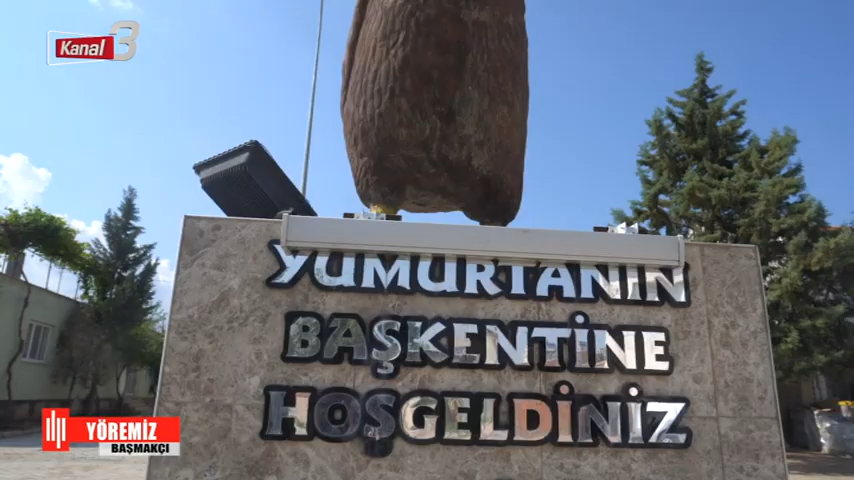 Kanal 3
YUMURTANIN
BAŞKENTİNE
HOŞGELDİNİZ
YÖREMİZ
BAŞMAKÇI